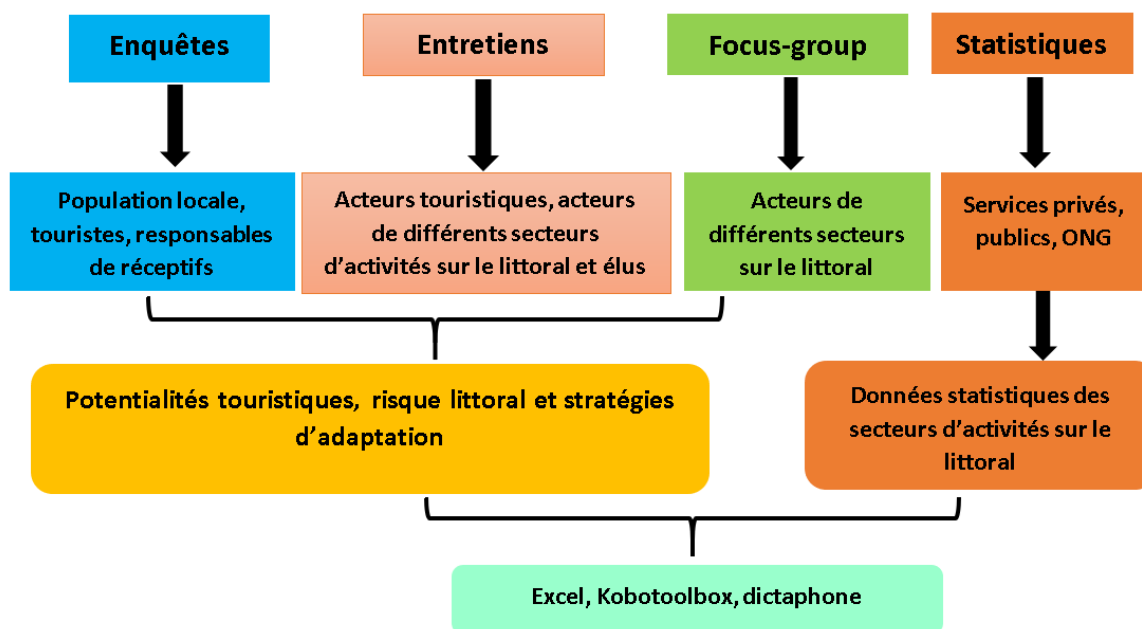 Enquêtes
Entretiens
Focus-group
Statistiques
Population locale,
touristes, responsables
de réceptifs
Acteurs touristiques, acteurs
de différents secteurs
d'activités sur le littoral et élus
Acteurs de
différents secteurs
sur le littoral
Services privés,
publics, ONG
Potentialités touristiques, risque littoral et stratégies
d'adaptation
Données statistiques des
secteurs d'activités sur le
littoral
Excel, Kobotoolbox, dictaphone